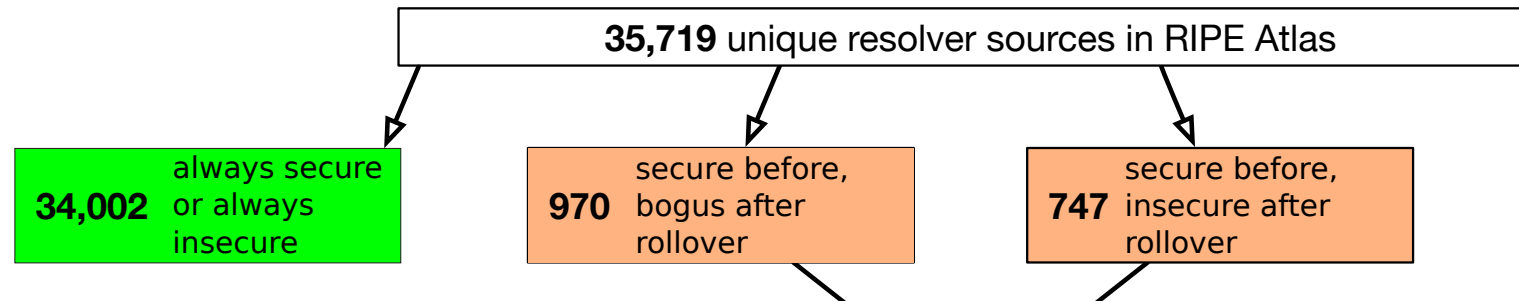 35,719 unique resolver sources in RIPE Atlas
34,002 always secure
or always
insecure
970 secure before,
bogus after
rollover
747 secure before,
insecure after
rollover